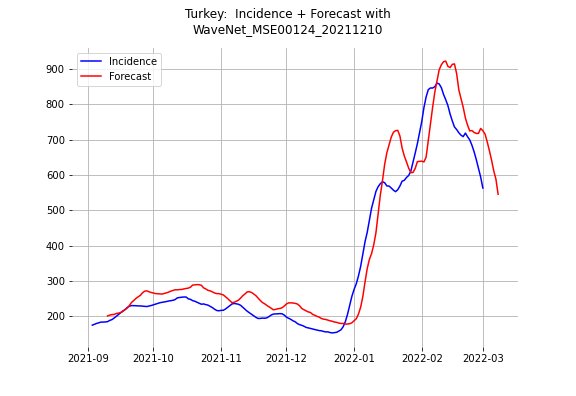 Turkey:  Incidence + Forecast with
WaveNet_MSE00124_20211210
Incidence
Forecast
900
800
700
600
500
400
300
200
2021-09 2021-10 2021-11 2021-12 2022-01 2022-02 2022-03